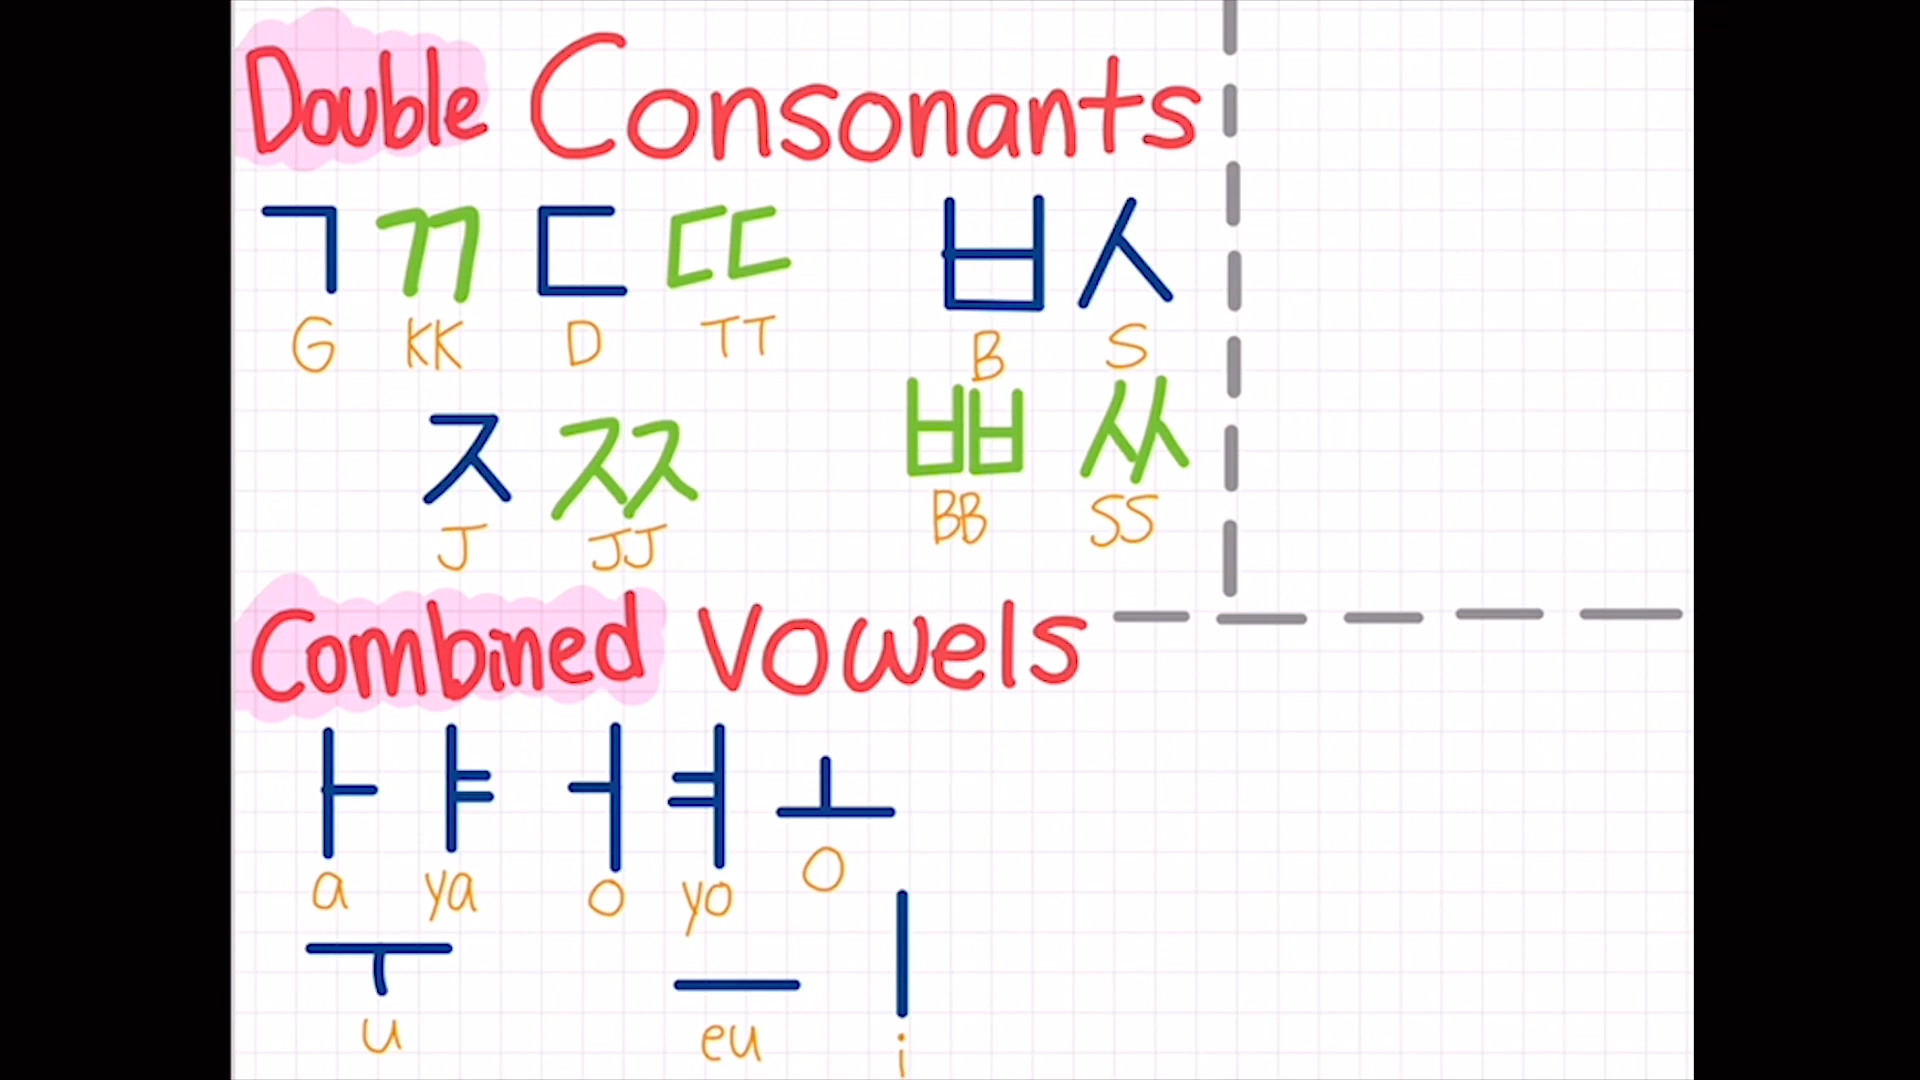 Double Consonants
ㄱ ㄲ ㄷ ㄸ ㅂ ㅅ
G KK D TT B S
ㅈ ㅉ ㅃ ㅆ
J JJ BB SS
Combined Vowels
ㅏ ㅑ ㅓ ㅕ ㅗ
a ya o yo o
ㅜ ㅡ ㅣ
u eu i